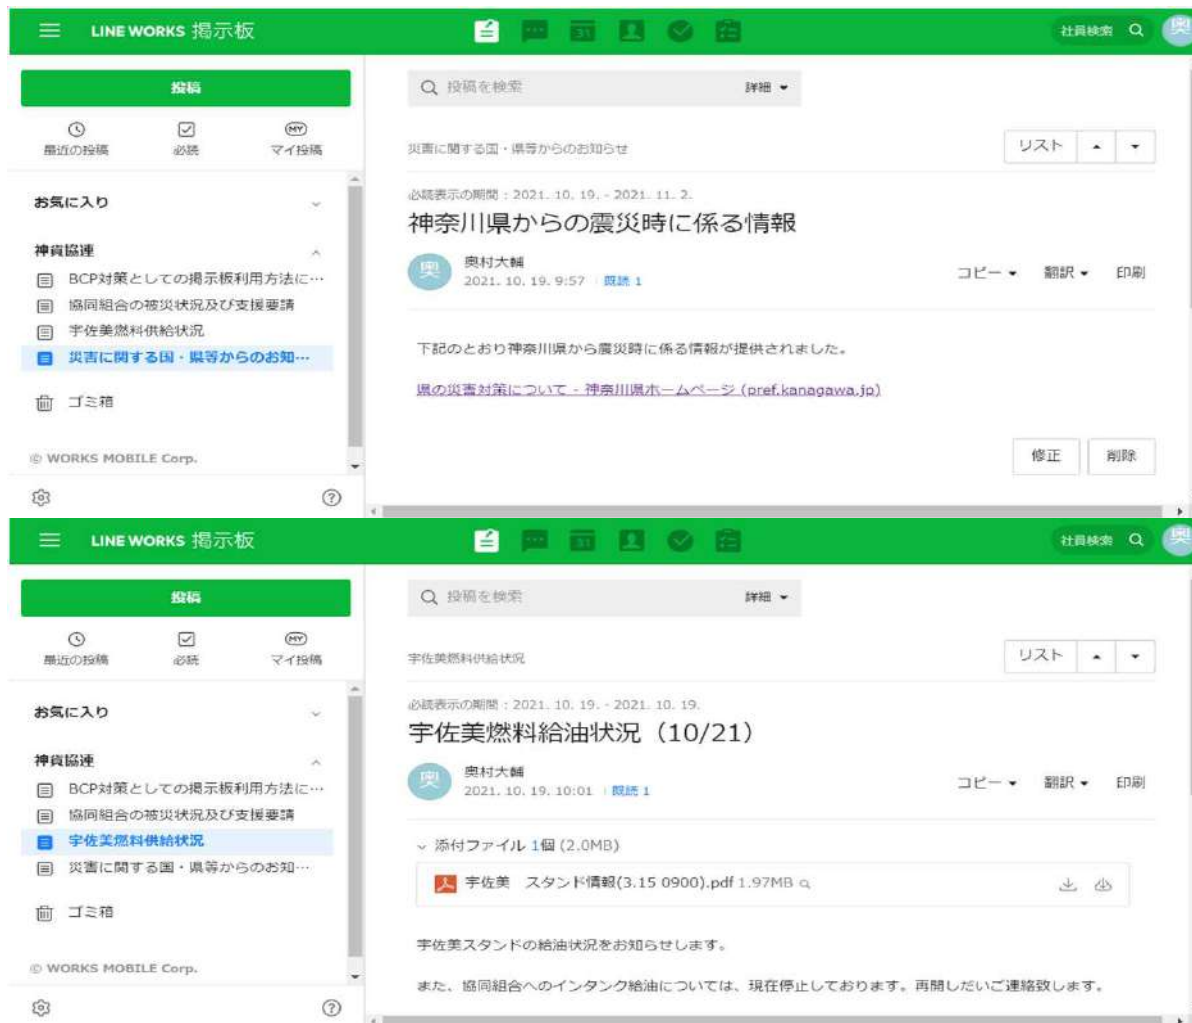 LINE WORKS 掲示板
31
社員検索
奥
投稿
最近の投稿 必読 MY マイ投稿
お気に入り
神貨協連
BCP対策としての掲示板利用方法に…
協同組合の被災状況及び支援要請
宇佐美燃料供給状況
災害に関する国・県等からのお知…
ゴミ箱
© WORKS MOBILE Corp.
?
投稿を検索 詳細
災害に関する国・県等からのお知らせ
リスト
必読表示の期間 : 2021. 10. 19. - 2021. 11. 2.
神奈川県からの震災時に係る情報
奥
奥村大輔
2021. 10. 19. 9:57 既読 1
コピー 翻訳 印刷
下記のとおり神奈川県から震災時に係る情報が提供されました。
県の災害対策について - 神奈川県ホームページ (pref.kanagawa.jp)
修正 削除
LINE WORKS 掲示板
31
社員検索
奥
投稿
最近の投稿 必読 MY マイ投稿
お気に入り
神貨協連
BCP対策としての掲示板利用方法に…
協同組合の被災状況及び支援要請
宇佐美燃料供給状況
災害に関する国・県等からのお知…
ゴミ箱
© WORKS MOBILE Corp.
?
投稿を検索 詳細
宇佐美燃料供給状況
リスト
必読表示の期間 : 2021. 10. 19. - 2021. 10. 19.
宇佐美燃料給油状況（10/21）
奥
奥村大輔
2021. 10. 19. 10:01 既読 1
コピー 翻訳 印刷
添付ファイル 1個 (2.0MB)
宇佐美　スタンド情報(3.15 0900).pdf 1.97MB
宇佐美スタンドの給油状況をお知らせします。
また、協同組合へのインタンク給油については、現在停止しております。再開しだいご連絡致します。